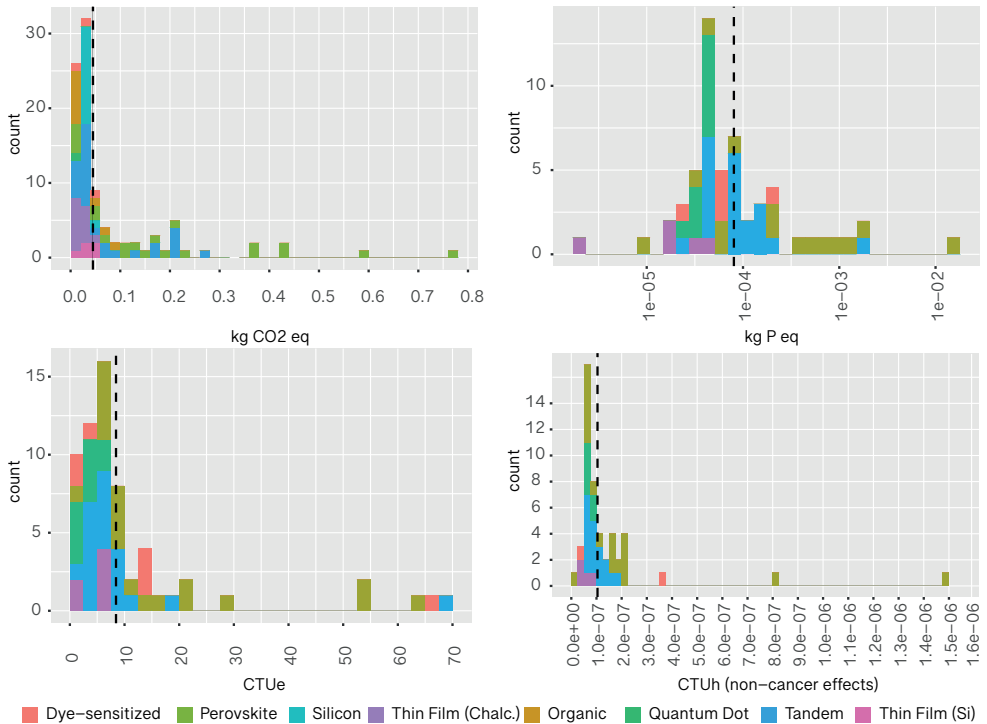 count
30
20
10
0
0.0 0.1 0.2 0.3 0.4 0.5 0.6 0.7 0.8
kg CO2 eq
count
10
5
0
1e−05 1e−04 1e−03 1e−02
kg P eq
count
15
10
5
0
0 10 20 30 40 50 60 70
CTUe
count
14
12
10
8
6
4
2
0
0.0e+00 1.0e−07 2.0e−07 3.0e−07 4.0e−07 5.0e−07 6.0e−07 7.0e−07 8.0e−07 9.0e−07 1.0e−06 1.1e−06 1.2e−06 1.3e−06 1.4e−06 1.5e−06 1.6e−06
CTUh (non−cancer effects)
Dye−sensitized Perovskite Silicon Thin Film (Chalc.) Organic Quantum Dot Tandem Thin Film (Si)